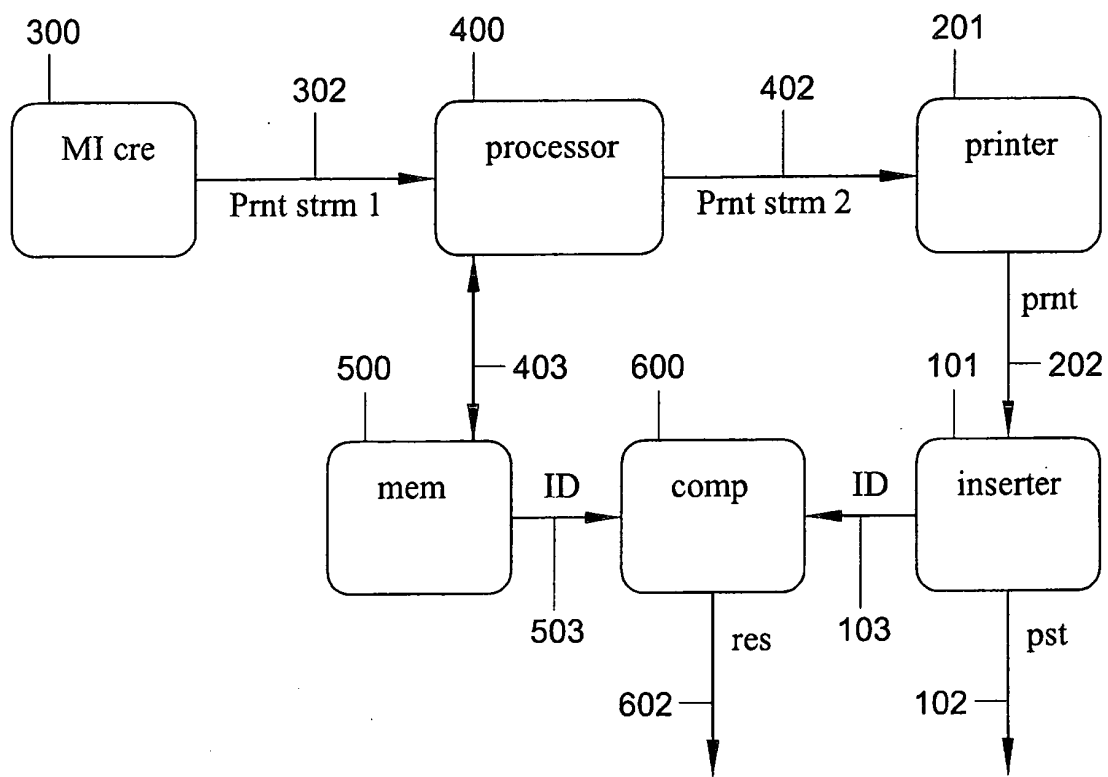 300
400
201
302
402
MI cre
processor
printer
Prnt strm 1
Prnt strm 2
prnt
500
403
600
101
202
mem
ID
comp
ID
inserter
503
res
103
pst
602
102